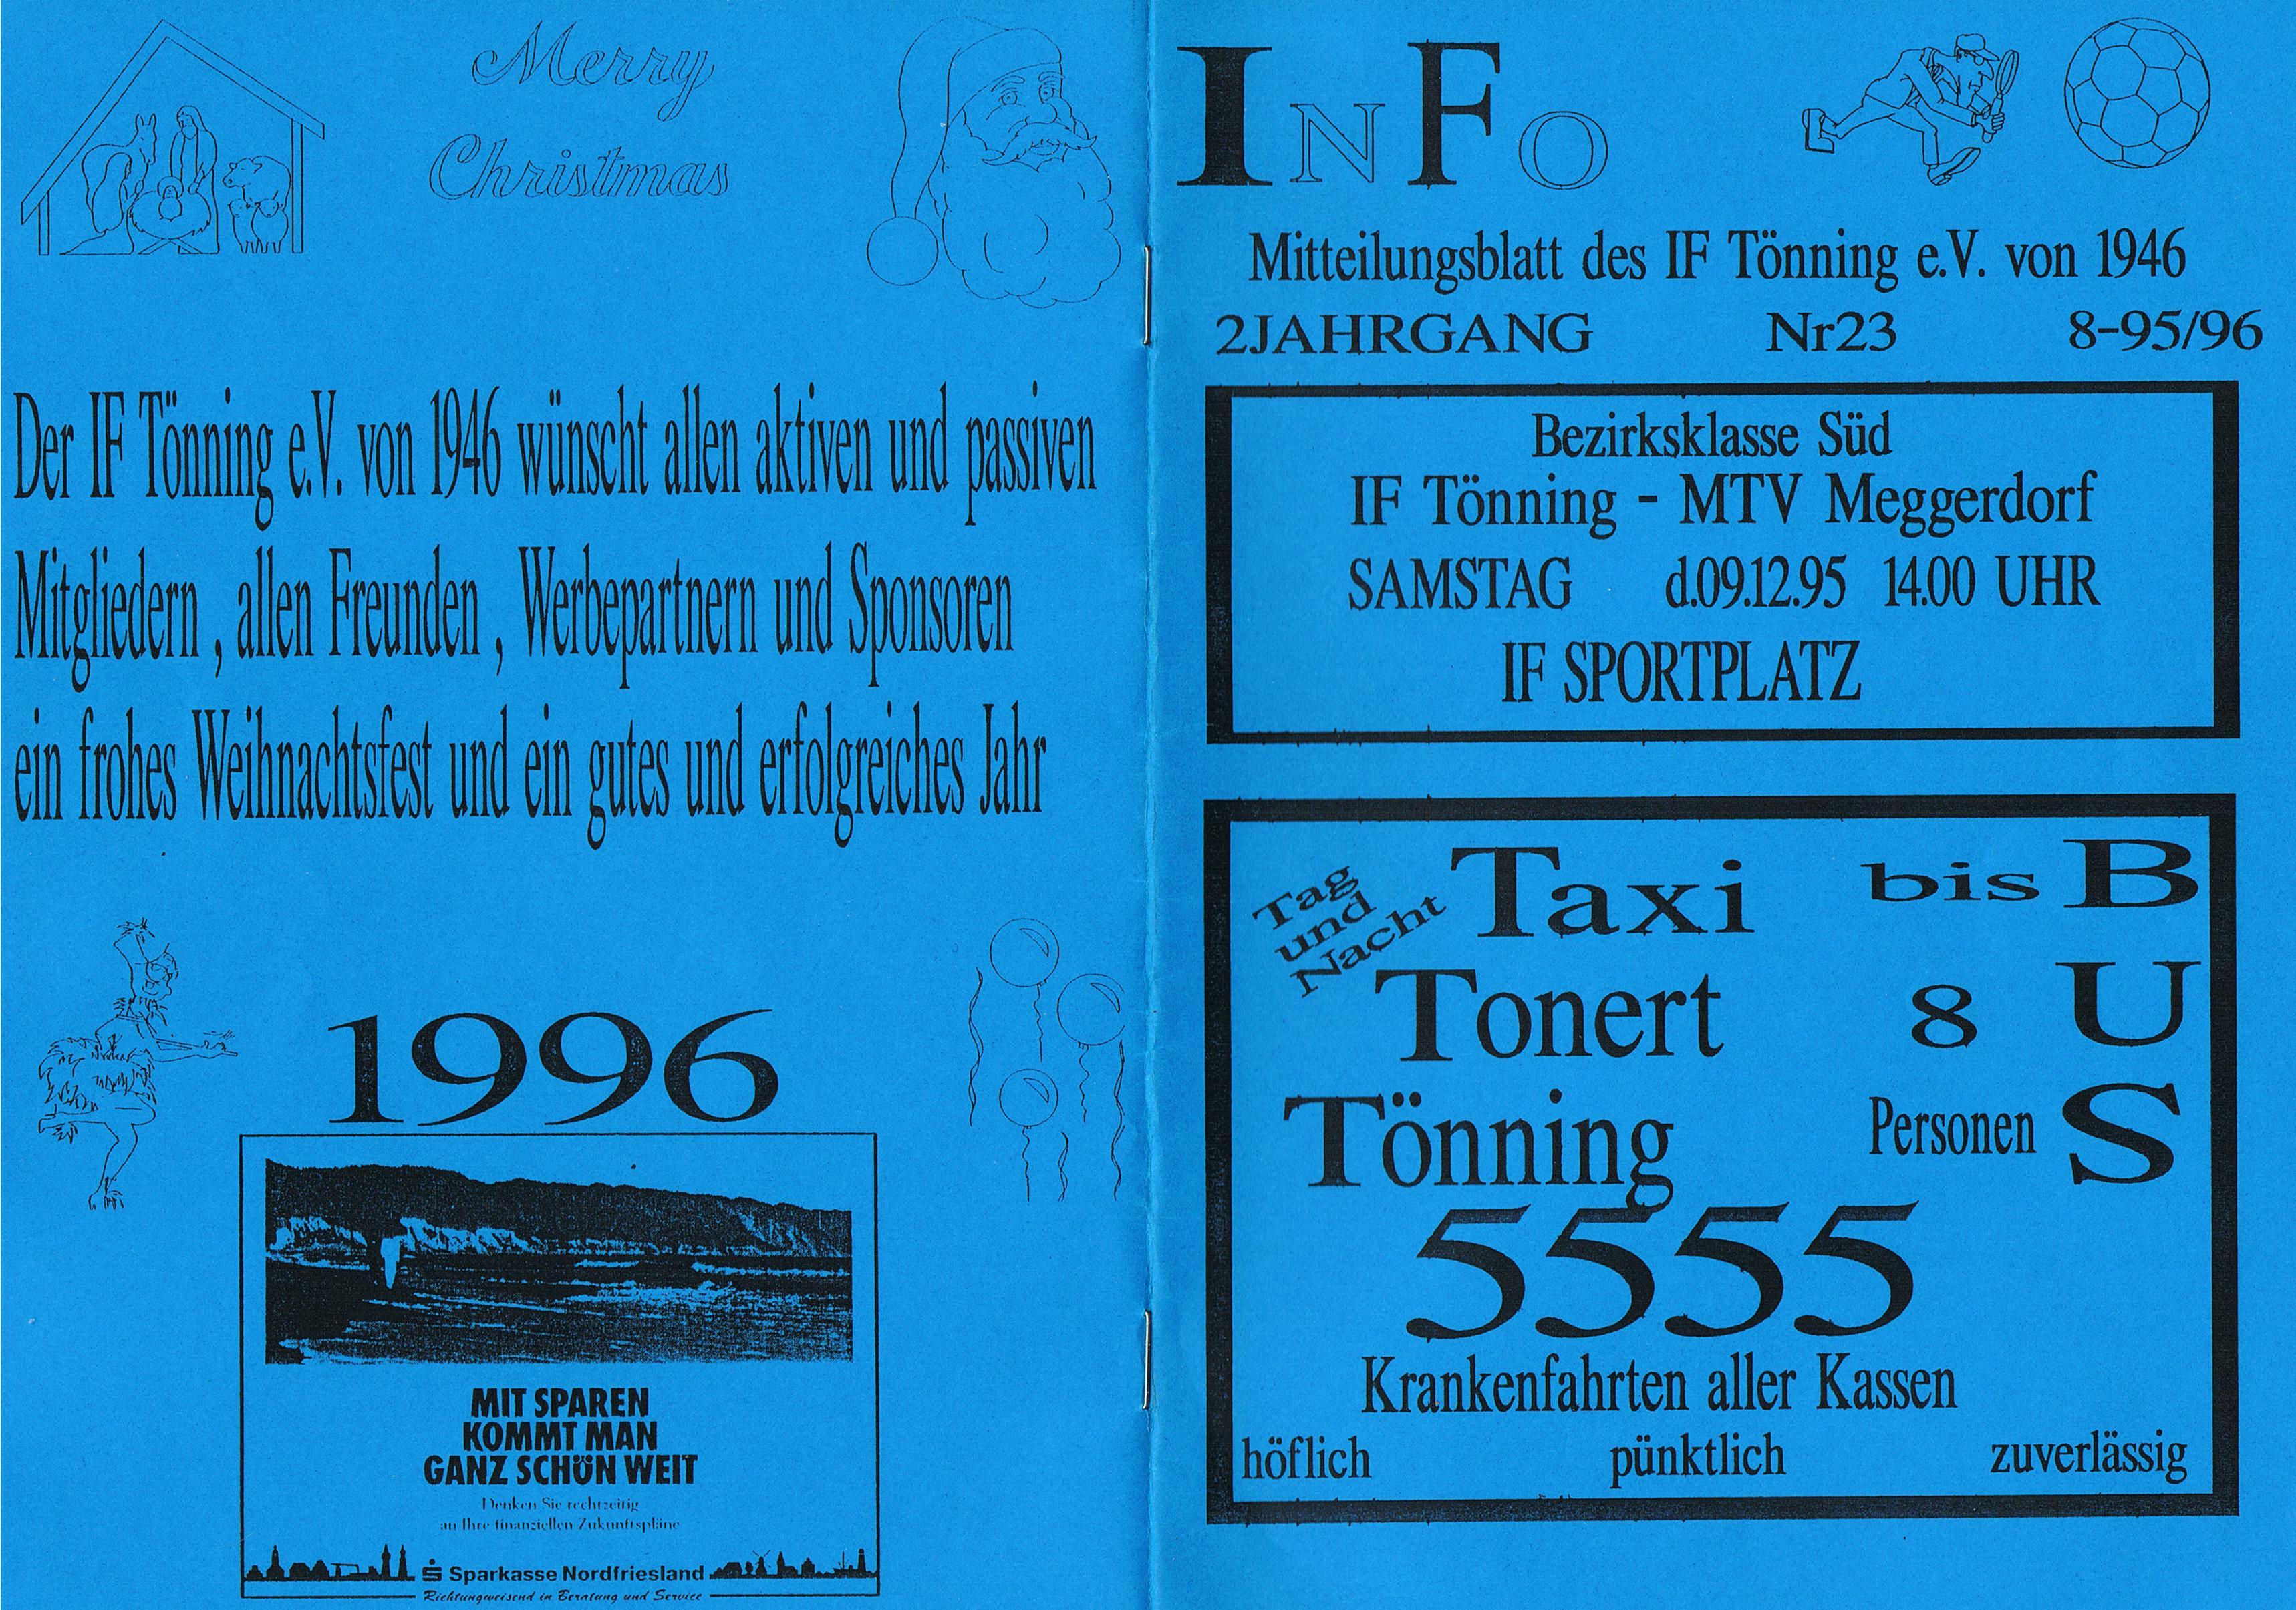 Merry
Christmas
Der IF Tönning e.V. von 1946 wünscht allen aktiven und passiven
Mitgliedern , allen Freunden , Werbepartnern und Sponsoren
ein frohes Weihnachtsfest und ein gutes und erfolgreiches Jahr
1996
MIT SPAREN
KOMMT MAN
GANZ SCHÖN WEIT
Denken Sie rechtzeitig
an Ihre finanziellen Zukunftspläne
Sparkasse Nordfriesland
Richtungweisend in Beratung und Service
INFO
Mitteilungsblatt des IF Tönning e.V. von 1946
2JAHRGANG Nr23 8-95/96
Bezirksklasse Süd
IF Tönning - MTV Meggerdorf
SAMSTAG d.09.12.95 14.00 UHR
IF SPORTPLATZ
Tag
und
Nacht
Taxi
Tonert
Tönning
bis
8
Personen
BUS
5555
Krankenfahrten aller Kassen
höflich pünktlich zuverlässig